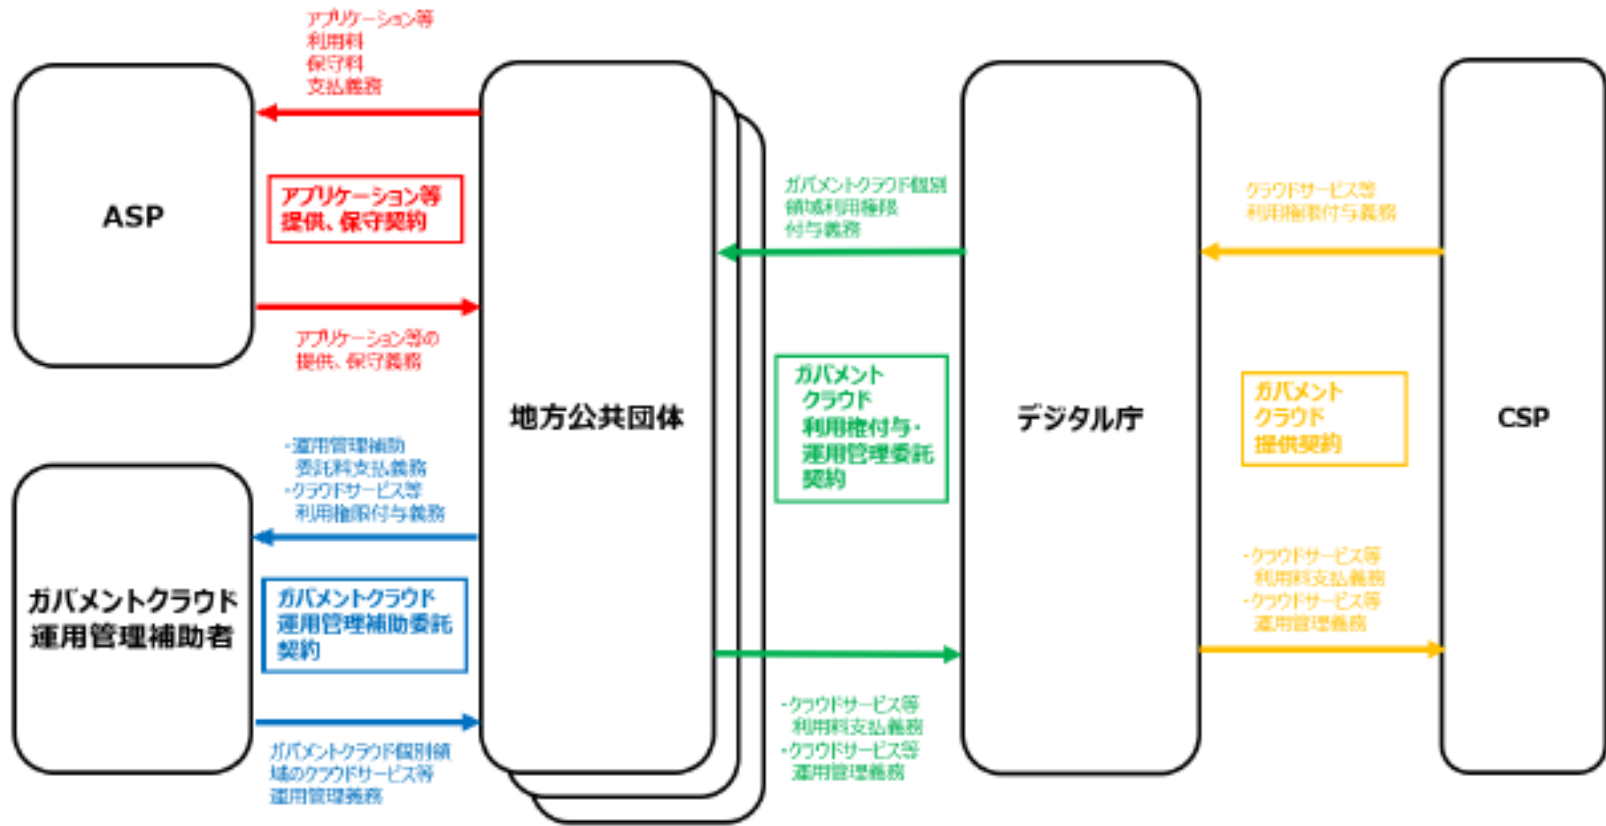 アプリケーション等
利用料
保守料
支払義務
ASP
アプリケーション等
提供、保守契約
アプリケーション等の
提供、保守義務
・運用管理補助
委託料支払義務
・クラウドサービス等
利用権限付与義務
ガバメントクラウド
運用管理補助者
ガバメントクラウド
運用管理補助委託
契約
ガバメントクラウド個別領
域のクラウドサービス等
運用管理義務
地方公共団体
ガバメントクラウド個別
領域利用権限
付与義務
ガバメント
クラウド
利用権付与・
運用管理委託
契約
・クラウドサービス等
利用料支払義務
・クラウドサービス等
運用管理義務
デジタル庁
クラウドサービス等
利用権限付与義務
ガバメント
クラウド
提供契約
・クラウドサービス等
利用料支払義務
・クラウドサービス等
運用管理義務
CSP